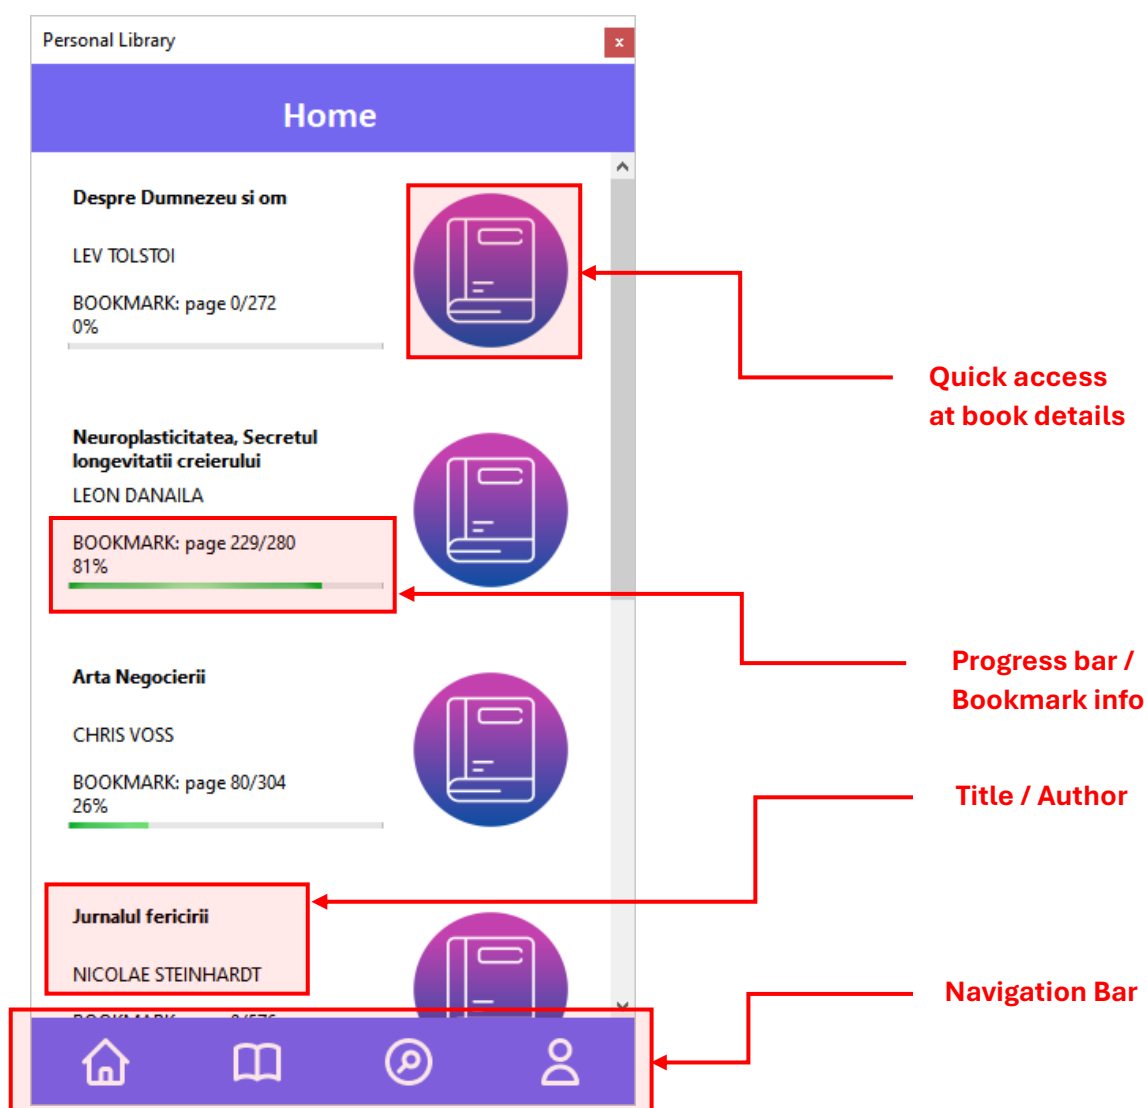 Personal Library
x
Home
Despre Dumnezeu si om
LEV TOLSTOI
BOOKMARK: page 0/272
0%
Quick access
at book details
Neuroplasticitatea, Secretul
longevitatii creierului
LEON DANAILA
BOOKMARK: page 229/280
81%
Progress bar /
Bookmark info
Arta Negocierii
CHRIS VOSS
BOOKMARK: page 80/304
26%
Title / Author
Jurnalul fericirii
NICOLAE STEINHARDT
Navigation Bar